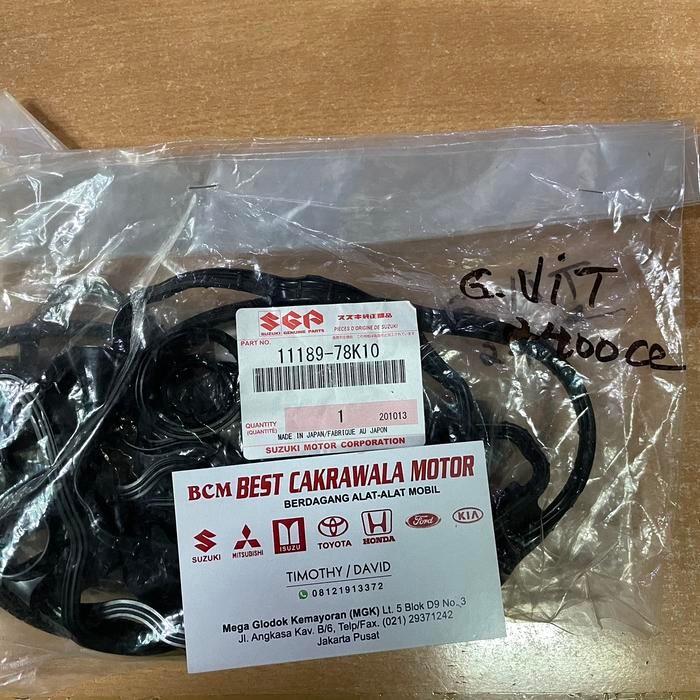 G. ViT
2400cc
SGP
SUZUKI GENUINE PARTS
スズキ純正部品
PIECES D'ORIGINE DE SUZUKI
PART NO.
11189-78K10
QUANTITY
(QUANTITÉ)
1
201013
MADE IN JAPAN/FABRIQUE AU JAPON
SUZUKI MOTOR CORPORATION
BCM BEST CAKRAWALA MOTOR
BERDAGANG ALAT-ALAT MOBIL
SUZUKI
MITSUBISHI
ISUZU
TOYOTA
HONDA
Ford
KIA
TIMOTHY / DAVID
08121913372
Mega Glodok Kemayoran (MGK) Lt. 5 Blok D9 No. 3
Jl. Angkasa Kav. B/6, Telp/Fax. (021) 29371242
Jakarta Pusat